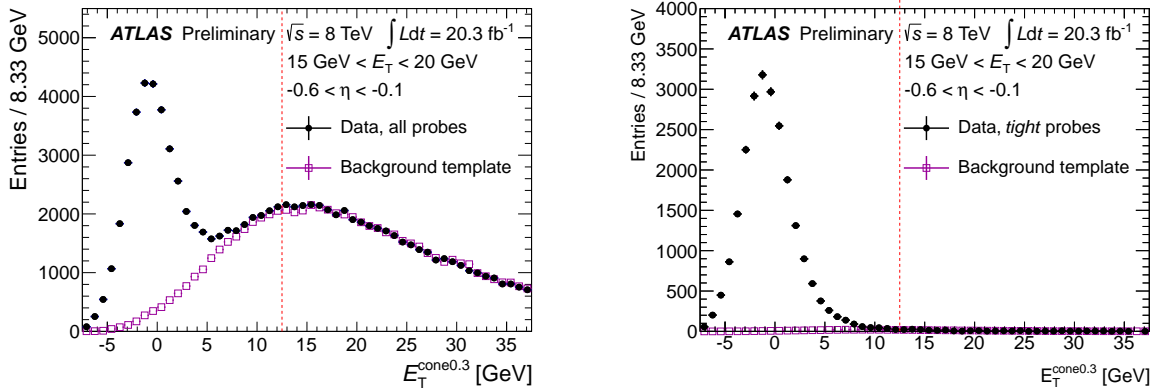 Entries / 8.33 GeV
5000
4000
3000
2000
1000
0
ATLAS Preliminary √s = 8 TeV ∫ Ldt = 20.3 fb⁻¹
15 GeV < E_T < 20 GeV
-0.6 < η < -0.1
Data, all probes
Background template
-5 0 5 10 15 20 25 30 35
E_T^cone0.3 [GeV]
Entries / 8.33 GeV
4000
3500
3000
2500
2000
1500
1000
500
0
ATLAS Preliminary √s = 8 TeV ∫ Ldt = 20.3 fb⁻¹
15 GeV < E_T < 20 GeV
-0.6 < η < -0.1
Data, tight probes
Background template
-5 0 5 10 15 20 25 30 35
E_T^cone0.3 [GeV]